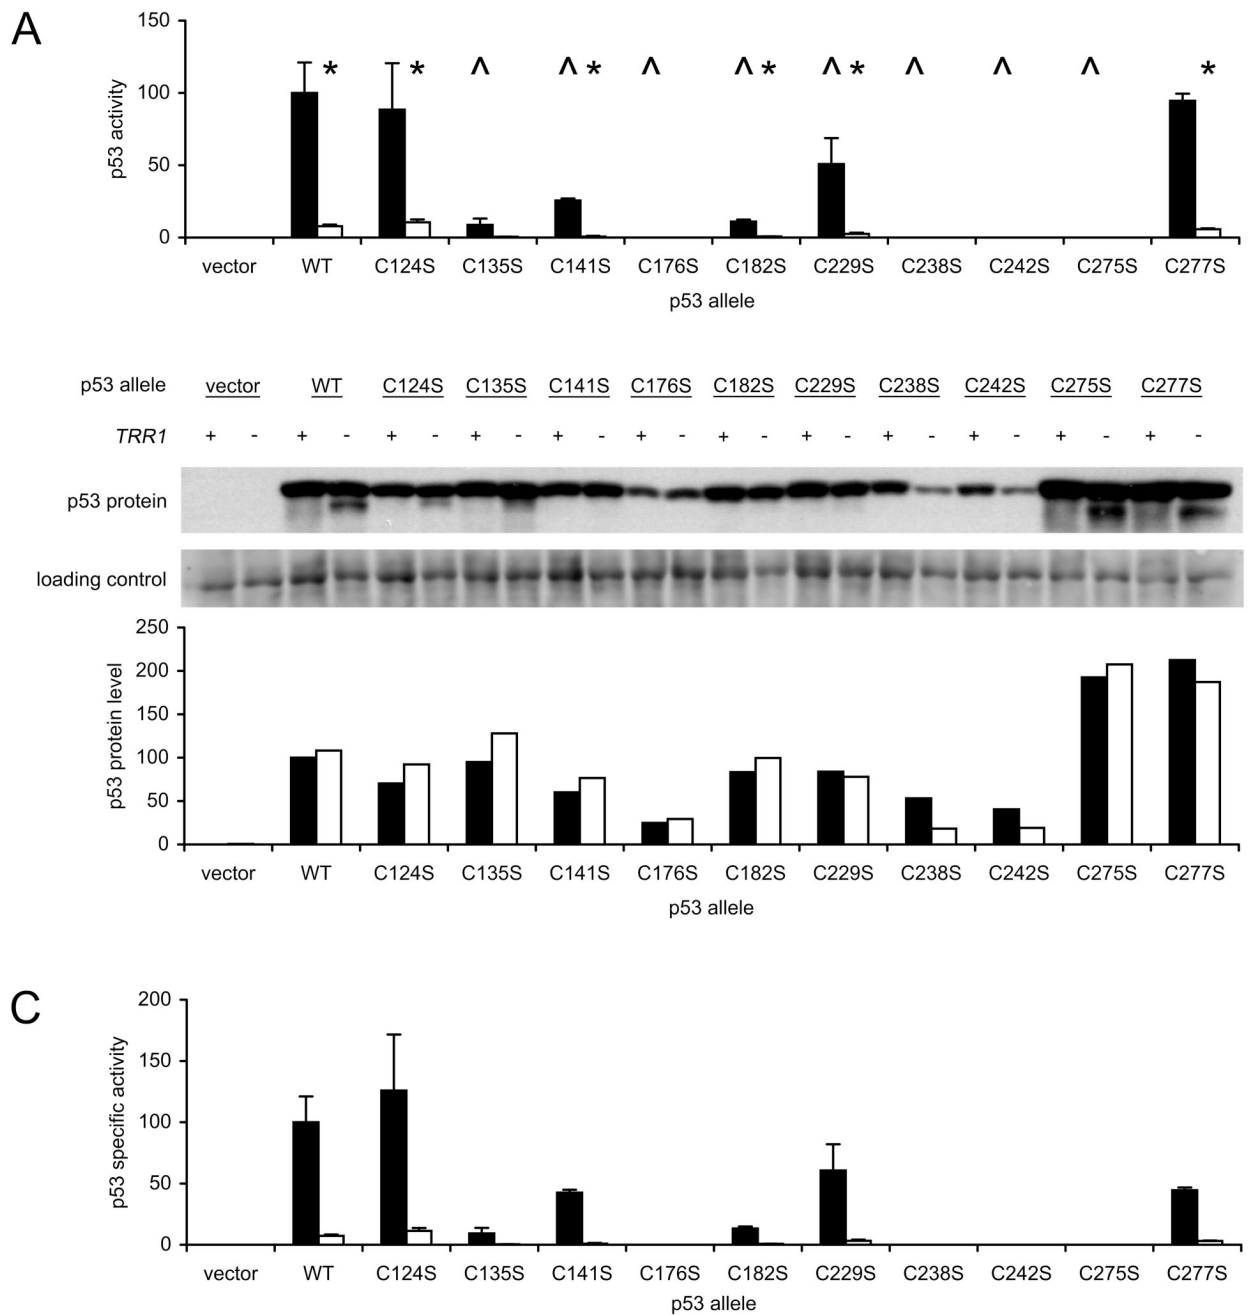 A
150
100
50
0
p53 activity
* * ^ ^ * ^ ^ * ^ * ^ ^ ^ *
vector WT C124S C135S C141S C176S C182S C229S C238S C242S C275S C277S
p53 allele
p53 allele vector WT C124S C135S C141S C176S C182S C229S C238S C242S C275S C277S
TRR1 + - + - + - + - + - + - + - + - + - + - + - + -
p53 protein
loading control
250
200
150
100
50
0
p53 protein level
vector WT C124S C135S C141S C176S C182S C229S C238S C242S C275S C277S
p53 allele
C
200
150
100
50
0
p53 specific activity
vector WT C124S C135S C141S C176S C182S C229S C238S C242S C275S C277S
p53 allele